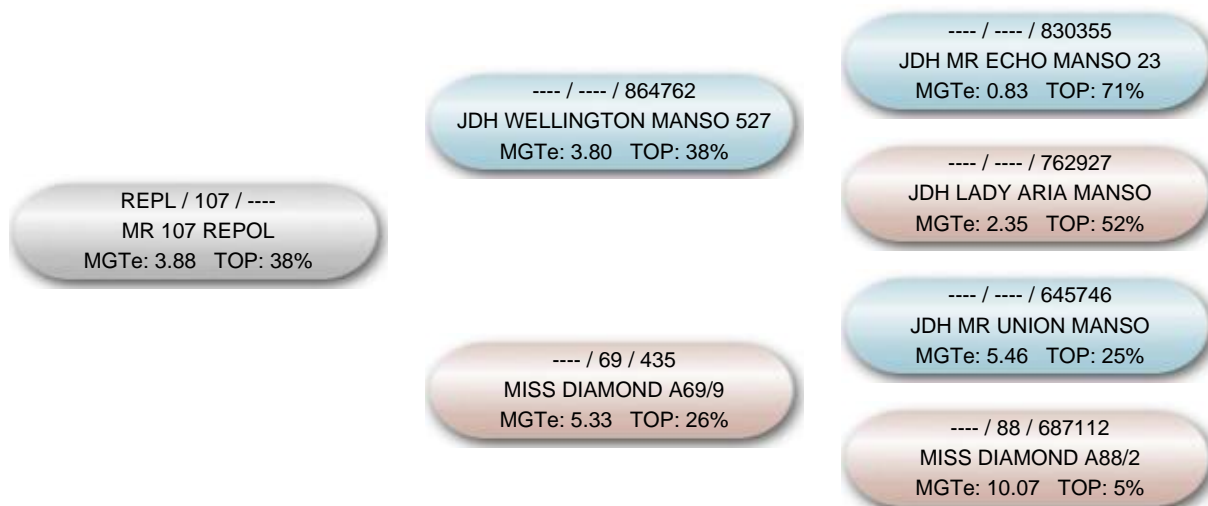 REPL / 107 / ----
MR 107 REPOL
MGTe: 3.88 TOP: 38%
---- / ---- / 864762
JDH WELLINGTON MANSO 527
MGTe: 3.80 TOP: 38%
---- / 69 / 435
MISS DIAMOND A69/9
MGTe: 5.33 TOP: 26%
---- / ---- / 830355
JDH MR ECHO MANSO 23
MGTe: 0.83 TOP: 71%
---- / ---- / 762927
JDH LADY ARIA MANSO
MGTe: 2.35 TOP: 52%
---- / ---- / 645746
JDH MR UNION MANSO
MGTe: 5.46 TOP: 25%
---- / 88 / 687112
MISS DIAMOND A88/2
MGTe: 10.07 TOP: 5%